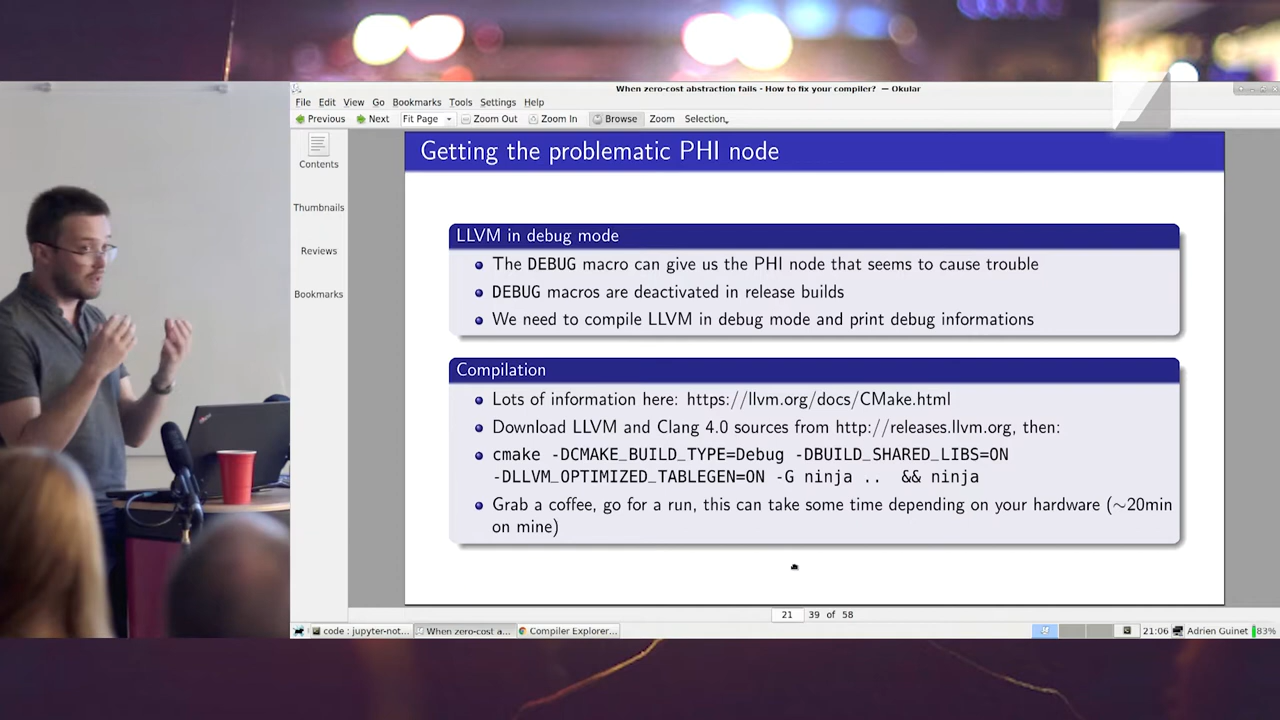 When zero-cost abstraction fails - How to fix your compiler? — Okular
File Edit View Go Bookmarks Tools Settings Help
Previous Next Fit Page Zoom Out Zoom In Browse Zoom Selection
Contents
Thumbnails
Reviews
Bookmarks
Getting the problematic PHI node
LLVM in debug mode
The DEBUG macro can give us the PHI node that seems to cause trouble
DEBUG macros are deactivated in release builds
We need to compile LLVM in debug mode and print debug informations
Compilation
Lots of information here: https://llvm.org/docs/CMake.html
Download LLVM and Clang 4.0 sources from http://releases.llvm.org, then:
cmake -DCMAKE_BUILD_TYPE=Debug -DBUILD_SHARED_LIBS=ON
-DLLVM_OPTIMIZED_TABLEGEN=ON -G ninja .. && ninja
Grab a coffee, go for a run, this can take some time depending on your hardware (∼20min
on mine)
21 39 of 58
code : jupyter-not... When zero-cost a... Compiler Explorer... 21:06 Adrien Guinet 83%